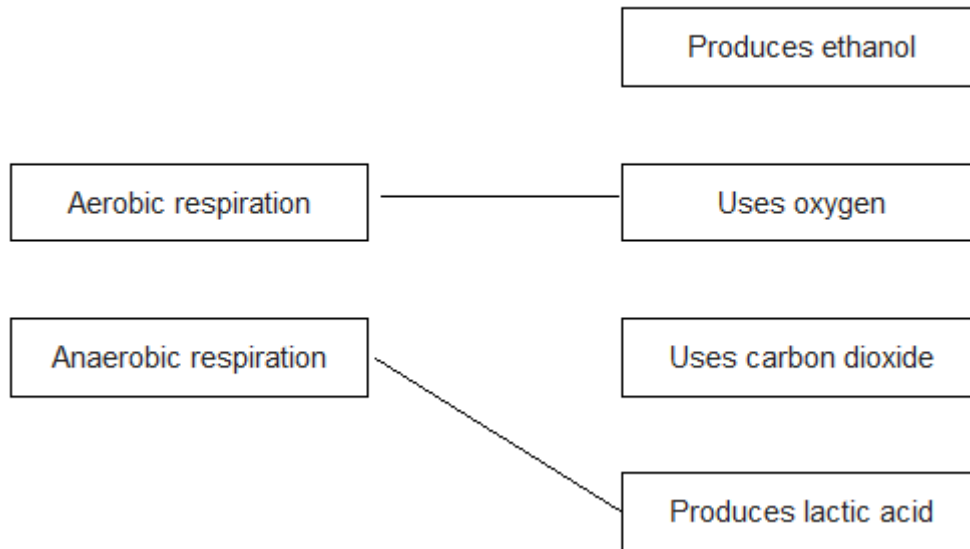 Produces ethanol
Aerobic respiration
Uses oxygen
Anaerobic respiration
Uses carbon dioxide
Produces lactic acid